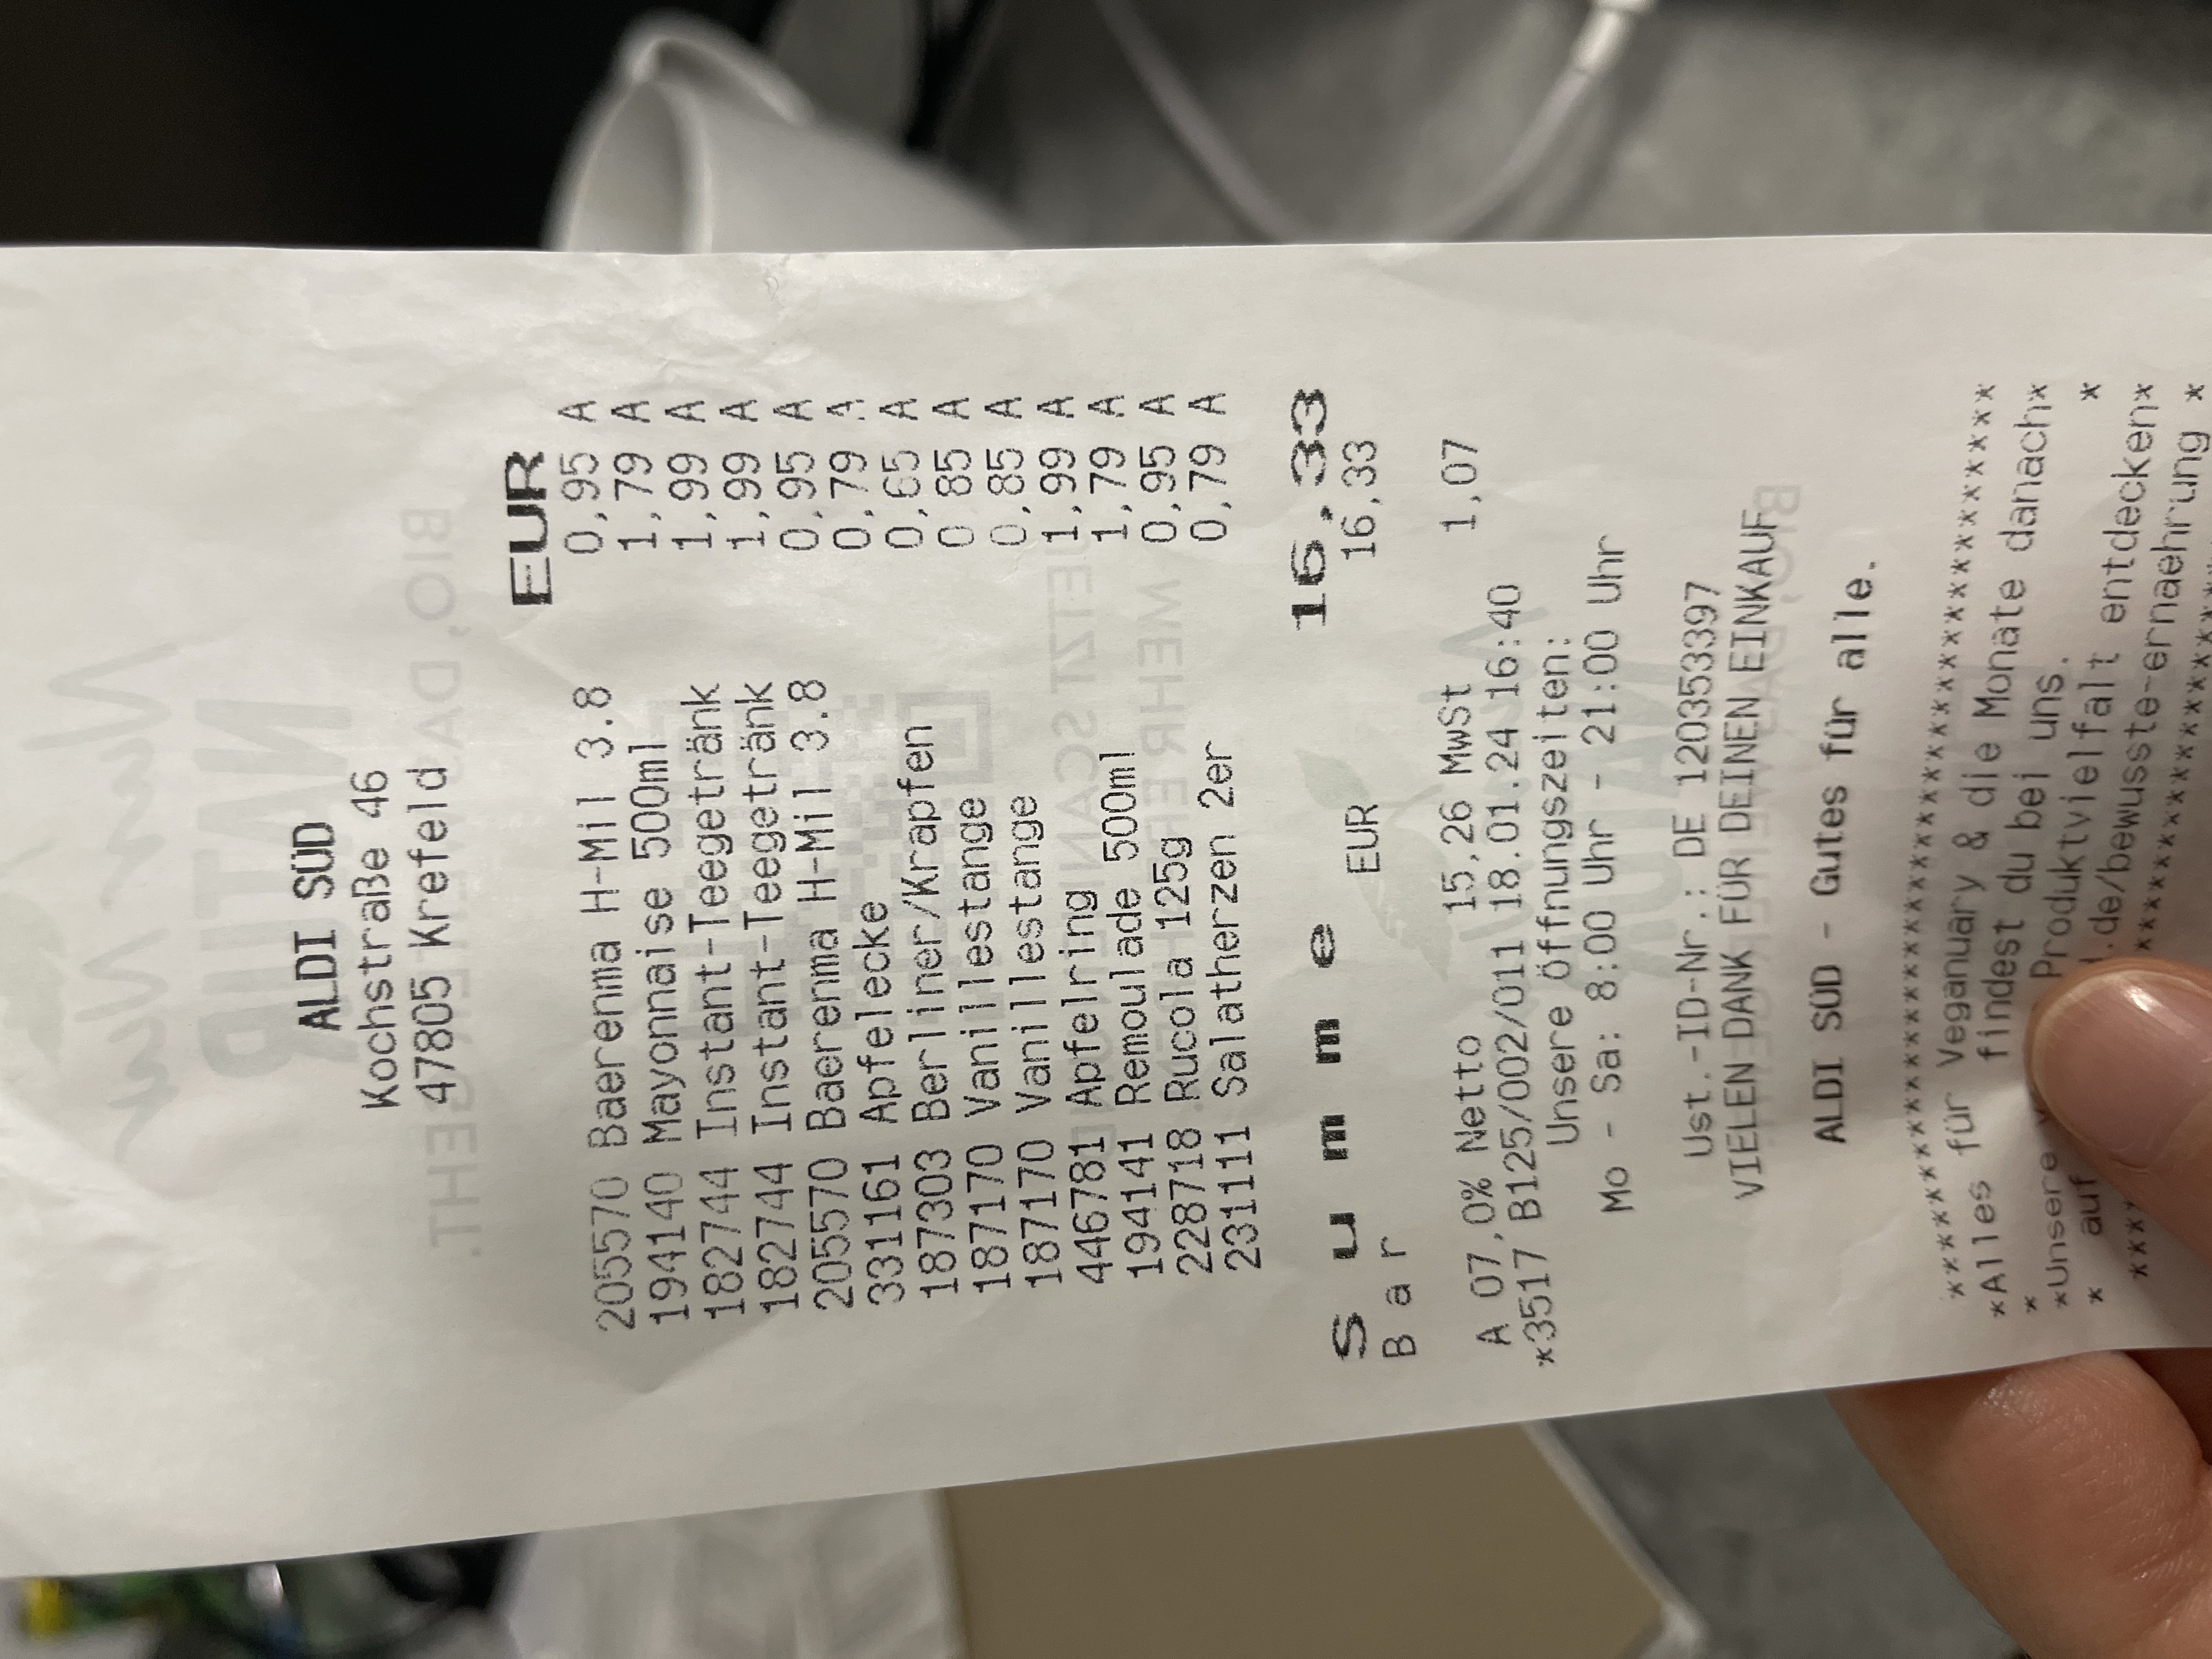 ALDI SÜD
Kochstraße 46
47805 Krefeld
EUR
205570 Baerenma H-Mil 3.8 0,95 A
194140 Mayonnaise 500ml 1,79 A
182744 Instant-Teegetränk 1,99 A
182744 Instant-Teegetränk 1,99 A
205570 Baerenma H-Mil 3.8 0,95 A
331161 Apfelecke 0,79 A
187303 Berliner/Krapfen 0,65 A
187170 Vanillestange 0 85 A
187170 Vanillestange 0,85 A
446781 Apfelring 1,99 A
194141 Remoulade 500ml 1,79 A
228718 Rucola 125g 0,95 A
231111 Salatherzen 2er 0,79 A
S u m m e 16,33
B a r EUR 16,33
A 07,0% Netto 15,26 MwSt 1,07
*3517 B125/002/011 18.01.24 16:40
Unsere Öffnungszeiten:
Mo - Sa: 8:00 Uhr - 21:00 Uhr
Ust.-ID-Nr.: DE 120353397
VIELEN DANK FÜR DEINEN EINKAUF
ALDI SÜD - Gutes für alle.
******************************************
*Alles für Veganuary & die Monate danach*
* findest du bei uns. *
*Unsere Produktvielfalt entdecken*
* auf .de/bewusste-ernaehrung *